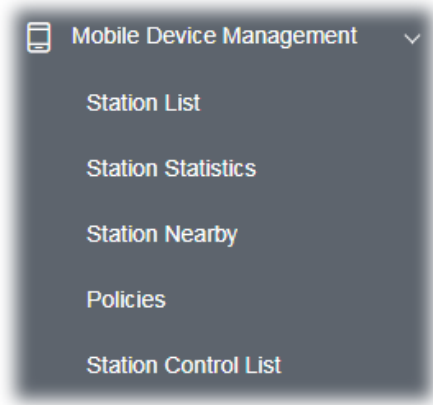 Mobile Device Management
Station List
Station Statistics
Station Nearby
Policies
Station Control List